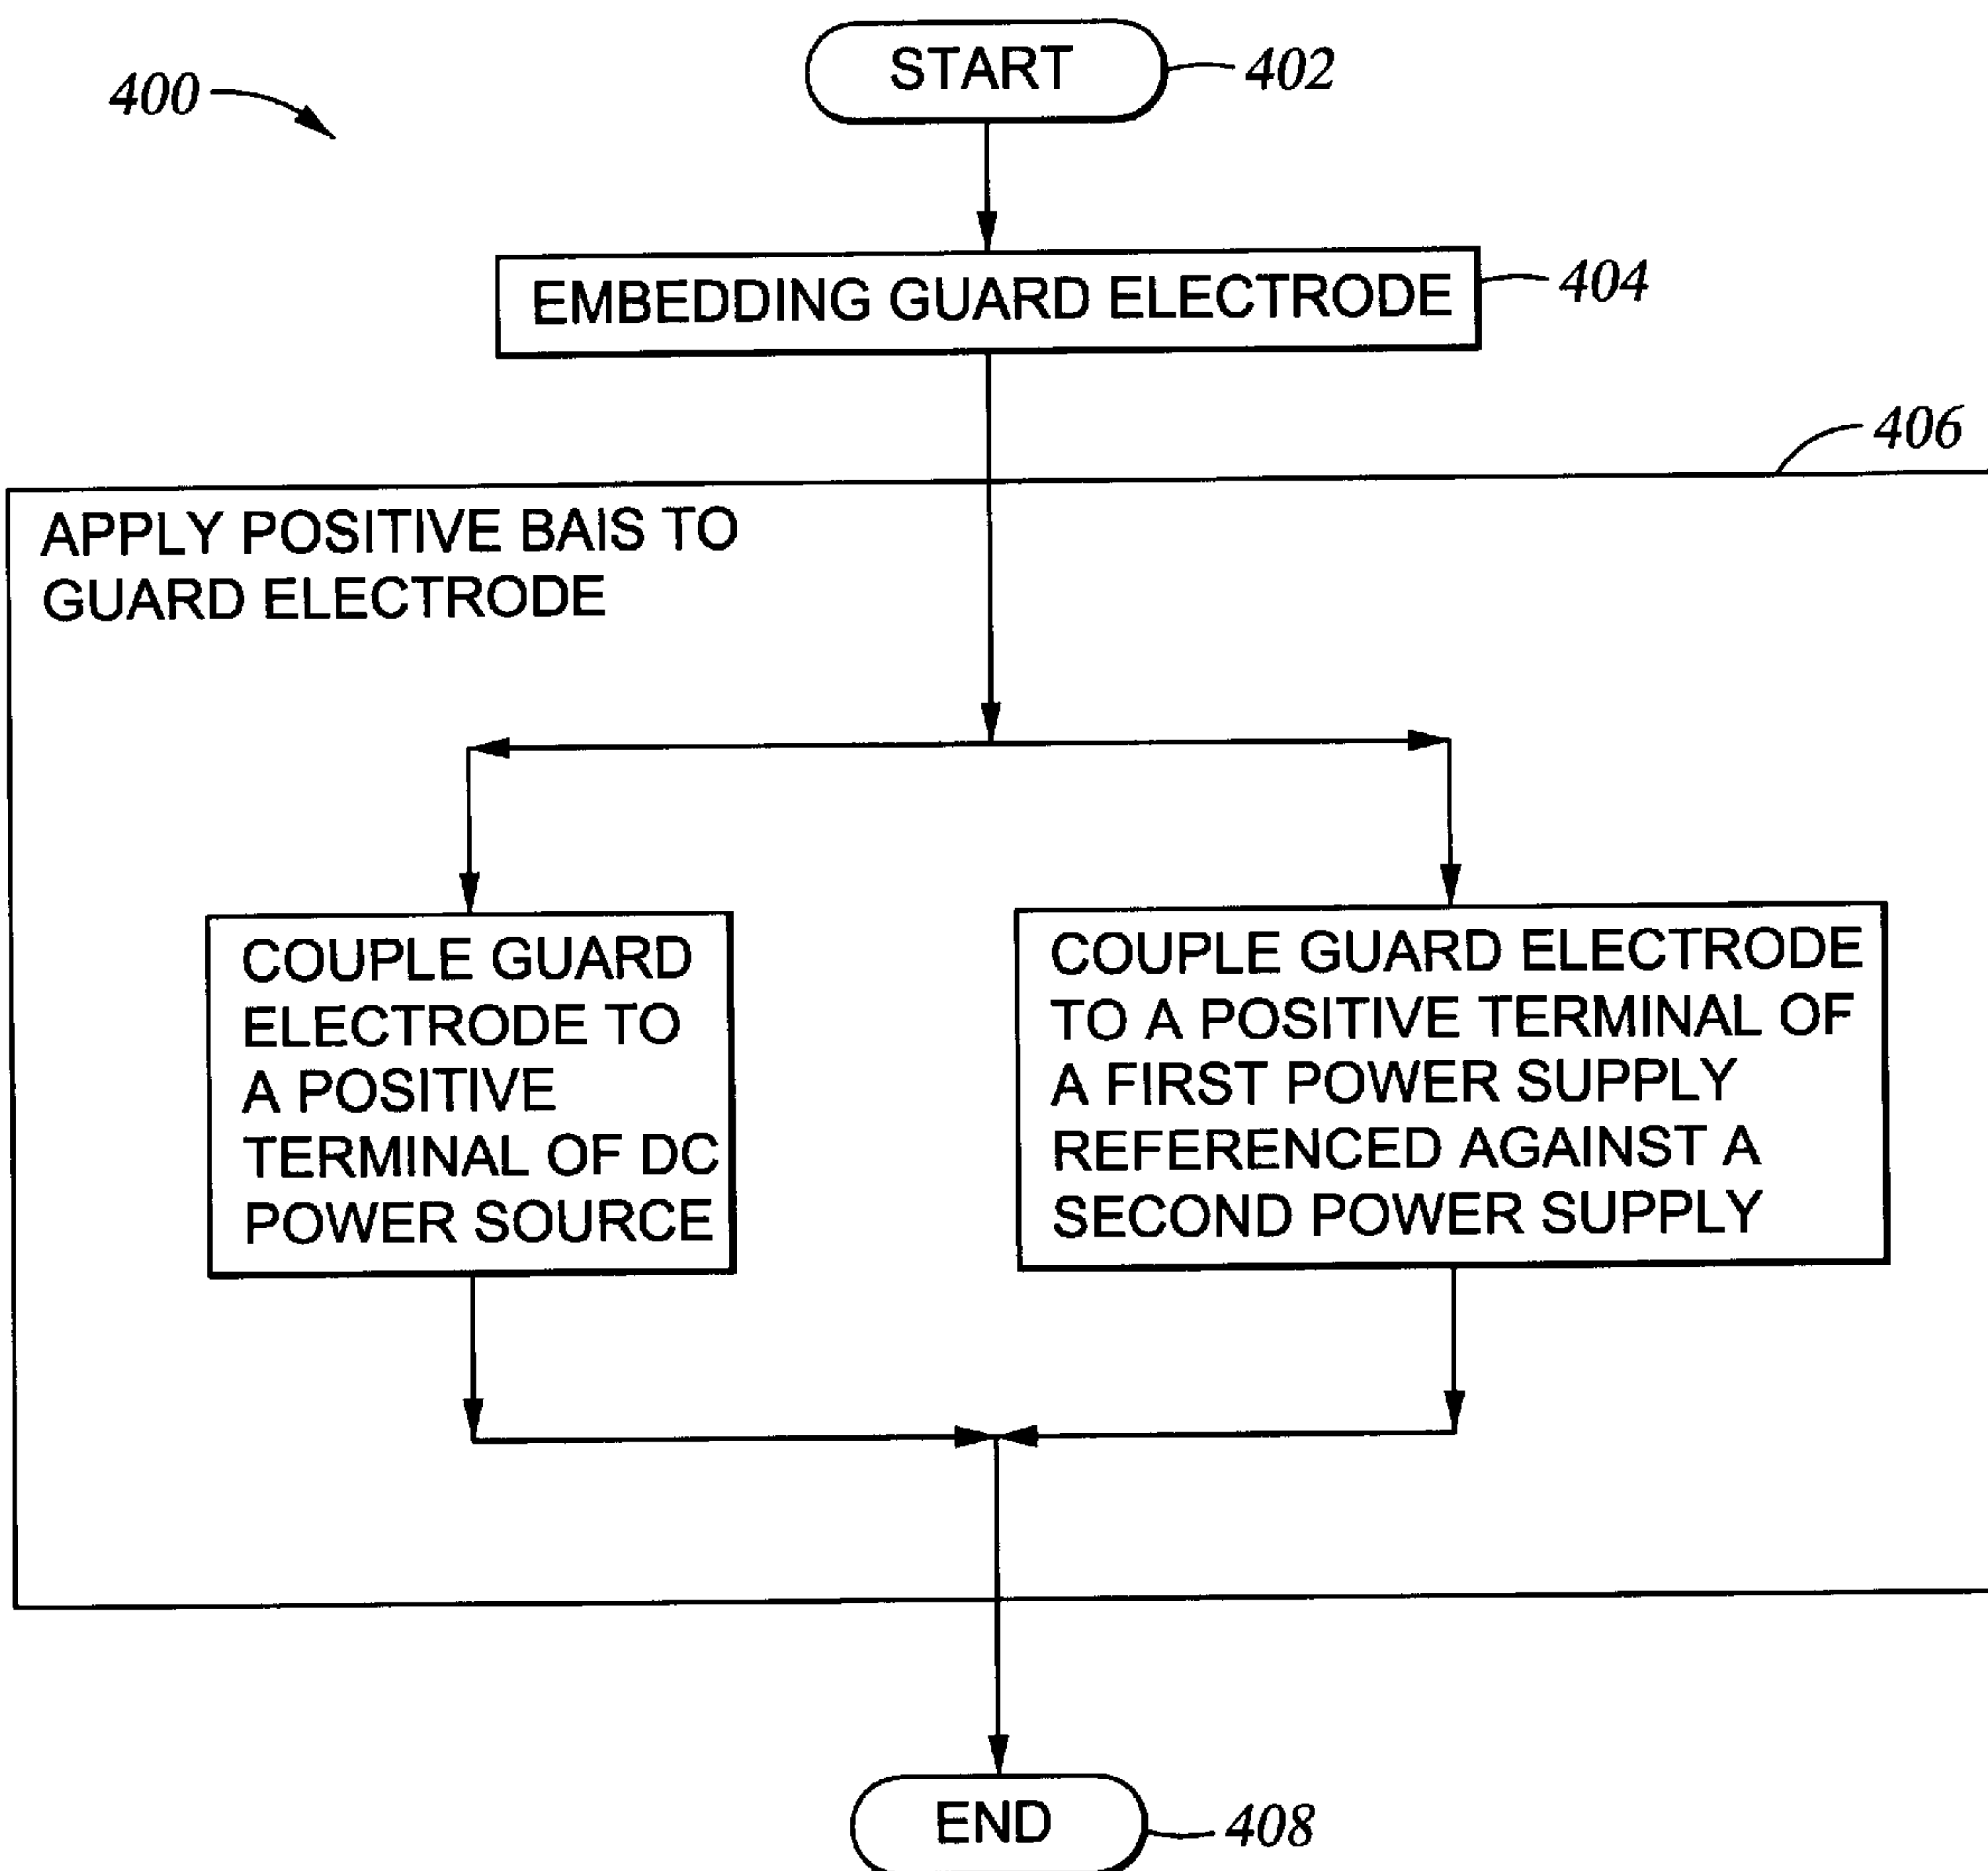 400
START
402
EMBEDDING GUARD ELECTRODE
404
406
APPLY POSITIVE BAIS TO
GUARD ELECTRODE
COUPLE GUARD
ELECTRODE TO
A POSITIVE
TERMINAL OF DC
POWER SOURCE
COUPLE GUARD ELECTRODE
TO A POSITIVE TERMINAL OF
A FIRST POWER SUPPLY
REFERENCED AGAINST A
SECOND POWER SUPPLY
END
408